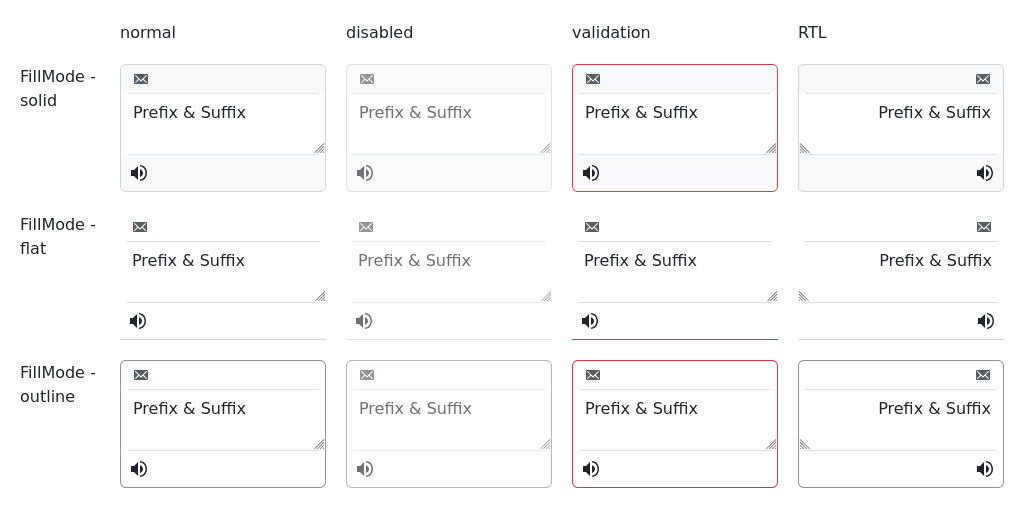 normal disabled validation RTL
FillMode -
solid
Prefix & Suffix Prefix & Suffix Prefix & Suffix Prefix & Suffix
FillMode -
flat
Prefix & Suffix Prefix & Suffix Prefix & Suffix Prefix & Suffix
FillMode -
outline
Prefix & Suffix Prefix & Suffix Prefix & Suffix Prefix & Suffix